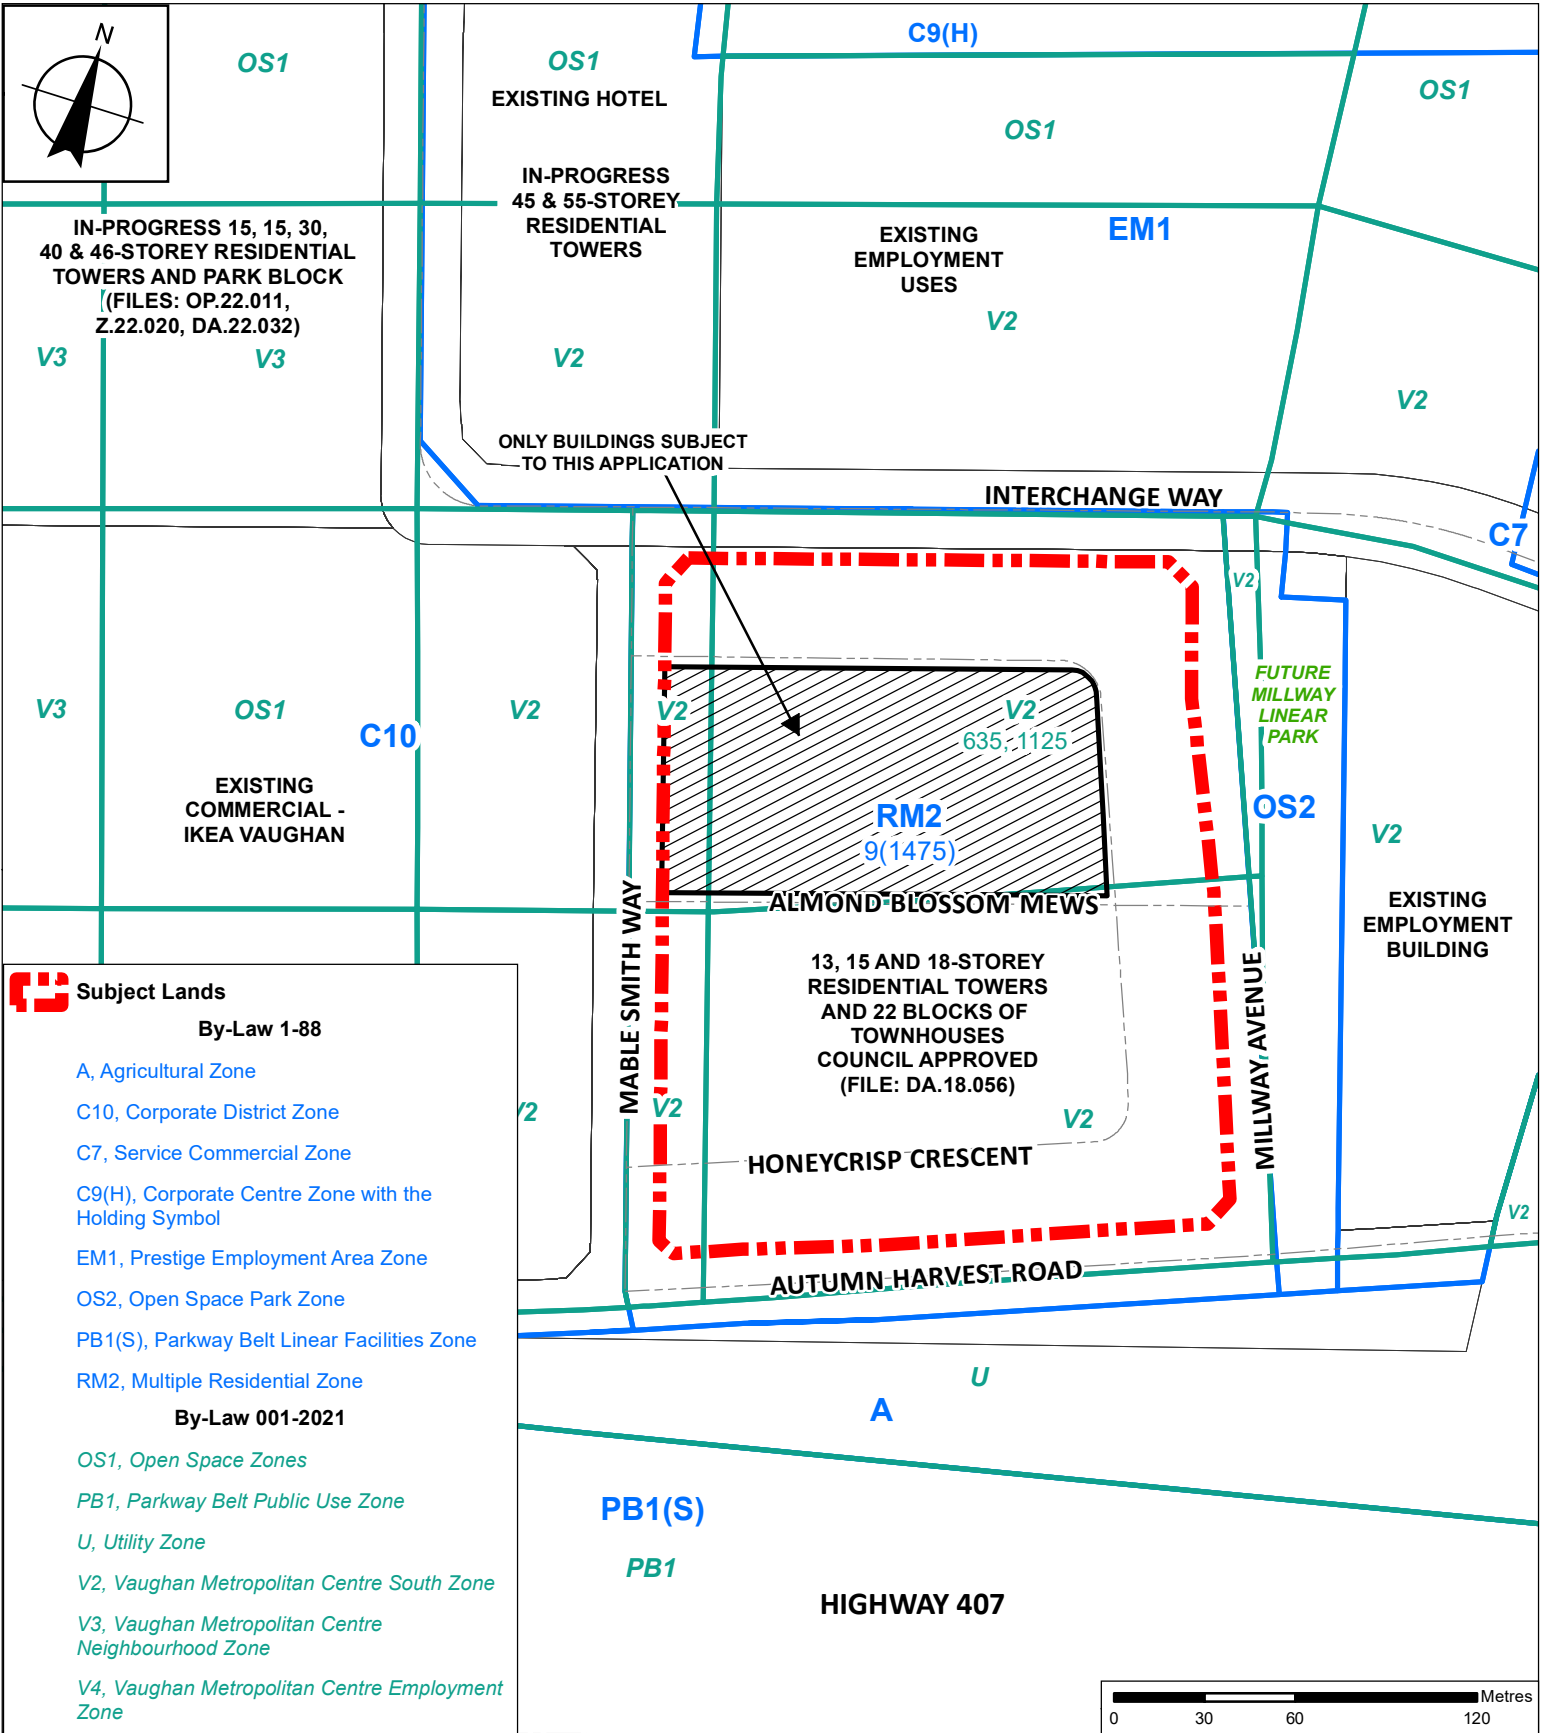 N
OS1
OS1
C9(H)
OS1
EXISTING HOTEL
OS1
IN-PROGRESS
45 & 55-STOREY
RESIDENTIAL
TOWERS
IN-PROGRESS 15, 15, 30,
40 & 46-STOREY RESIDENTIAL
TOWERS AND PARK BLOCK
(FILES: OP.22.011,
Z.22.020, DA.22.032)
EM1
EXISTING
EMPLOYMENT
USES
V2
V3
V3
V2
V2
ONLY BUILDINGS SUBJECT
TO THIS APPLICATION
INTERCHANGE WAY
C7
V2
FUTURE
MILLWAY
LINEAR
PARK
V3
OS1
V2
C10
V2
V2
635, 1125
EXISTING
COMMERCIAL -
IKEA VAUGHAN
RM2
9(1475)
OS2
V2
ALMOND BLOSSOM MEWS
EXISTING
EMPLOYMENT
BUILDING
MABLE SMITH WAY
13, 15 AND 18-STOREY
RESIDENTIAL TOWERS
AND 22 BLOCKS OF
TOWNHOUSES
COUNCIL APPROVED
(FILE: DA.18.056)
MILLWAY AVENUE
V2
V2
V2
HONEYCRISP CRESCENT
V2
AUTUMN HARVEST ROAD
U
A
PB1(S)
PB1
HIGHWAY 407
Subject Lands
By-Law 1-88
A, Agricultural Zone
C10, Corporate District Zone
C7, Service Commercial Zone
C9(H), Corporate Centre Zone with the
Holding Symbol
EM1, Prestige Employment Area Zone
OS2, Open Space Park Zone
PB1(S), Parkway Belt Linear Facilities Zone
RM2, Multiple Residential Zone
By-Law 001-2021
OS1, Open Space Zones
PB1, Parkway Belt Public Use Zone
U, Utility Zone
V2, Vaughan Metropolitan Centre South Zone
V3, Vaughan Metropolitan Centre
Neighbourhood Zone
V4, Vaughan Metropolitan Centre Employment
Zone
Metres
0 30 60 120